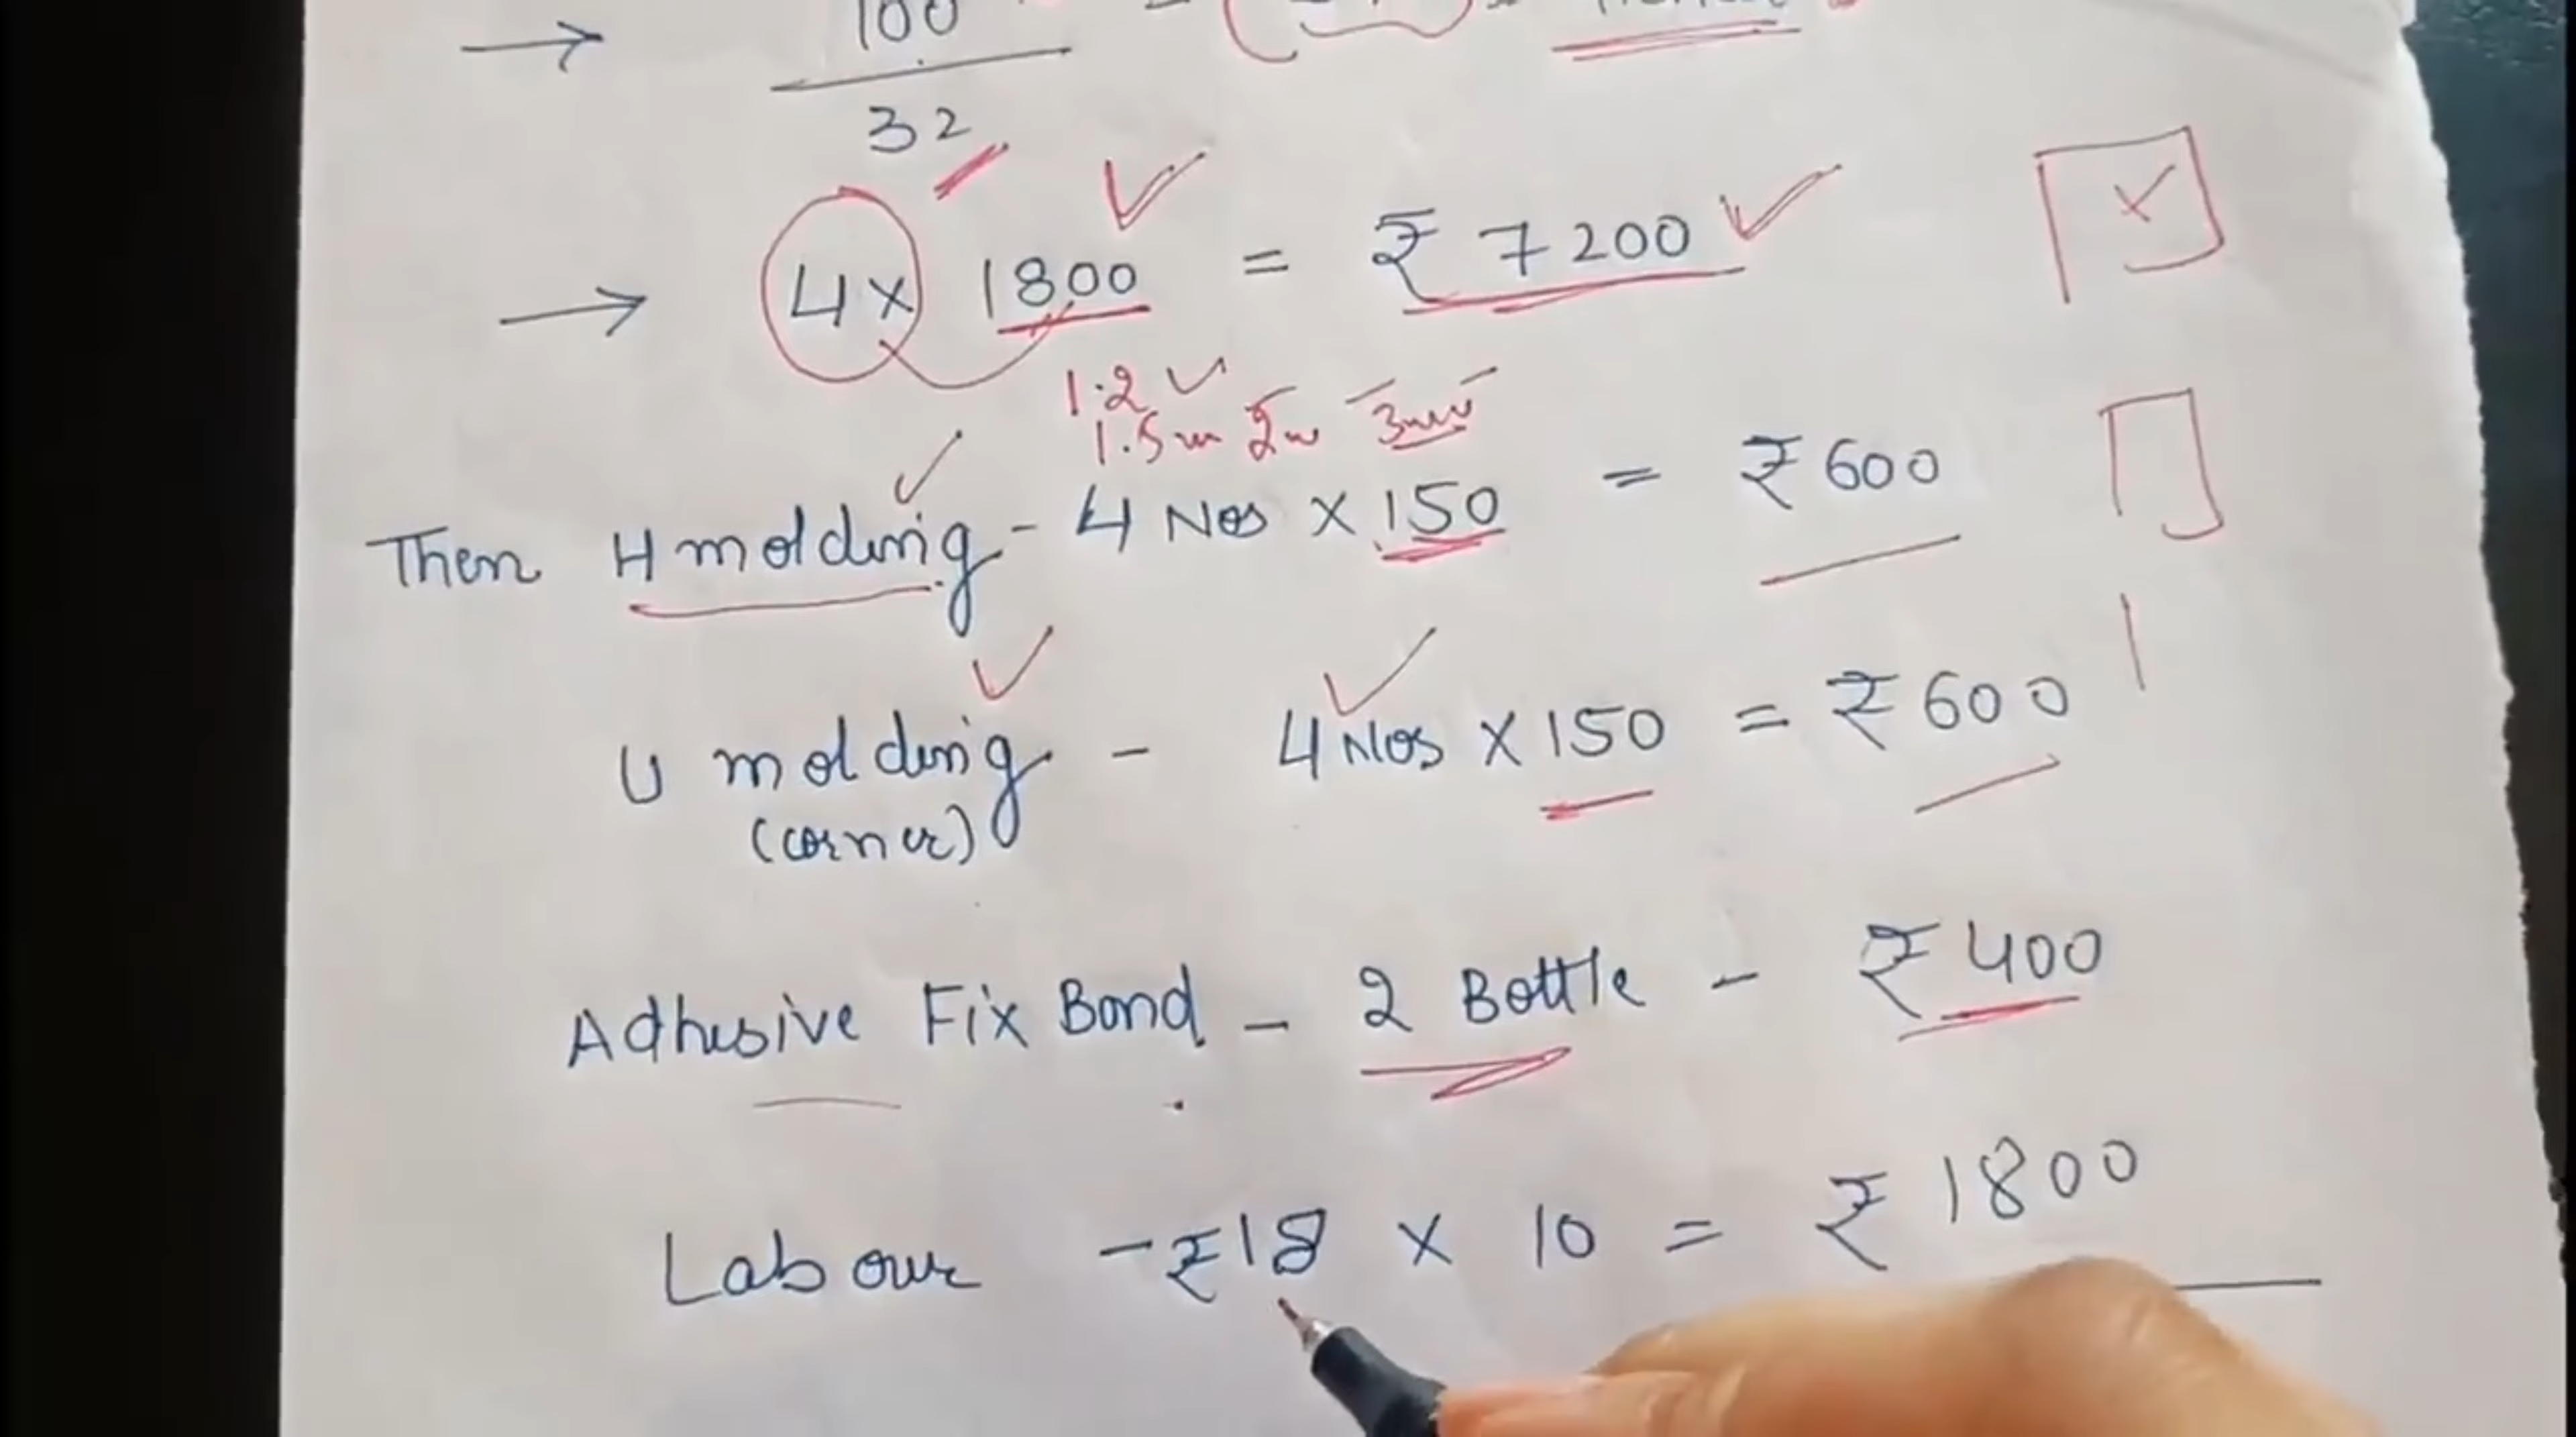 → 100
32
→ 4 x 1800 = ₹ 7200
1.2
1.5m 2m 3m
Then H molding - 4 Nos x 150 = ₹ 600
U molding - 4 Nos x 150 = ₹ 600
(corner)
Adhesive Fix Bond - 2 Bottle - ₹ 400
Labour - ₹ 18 x 10 = ₹ 1800